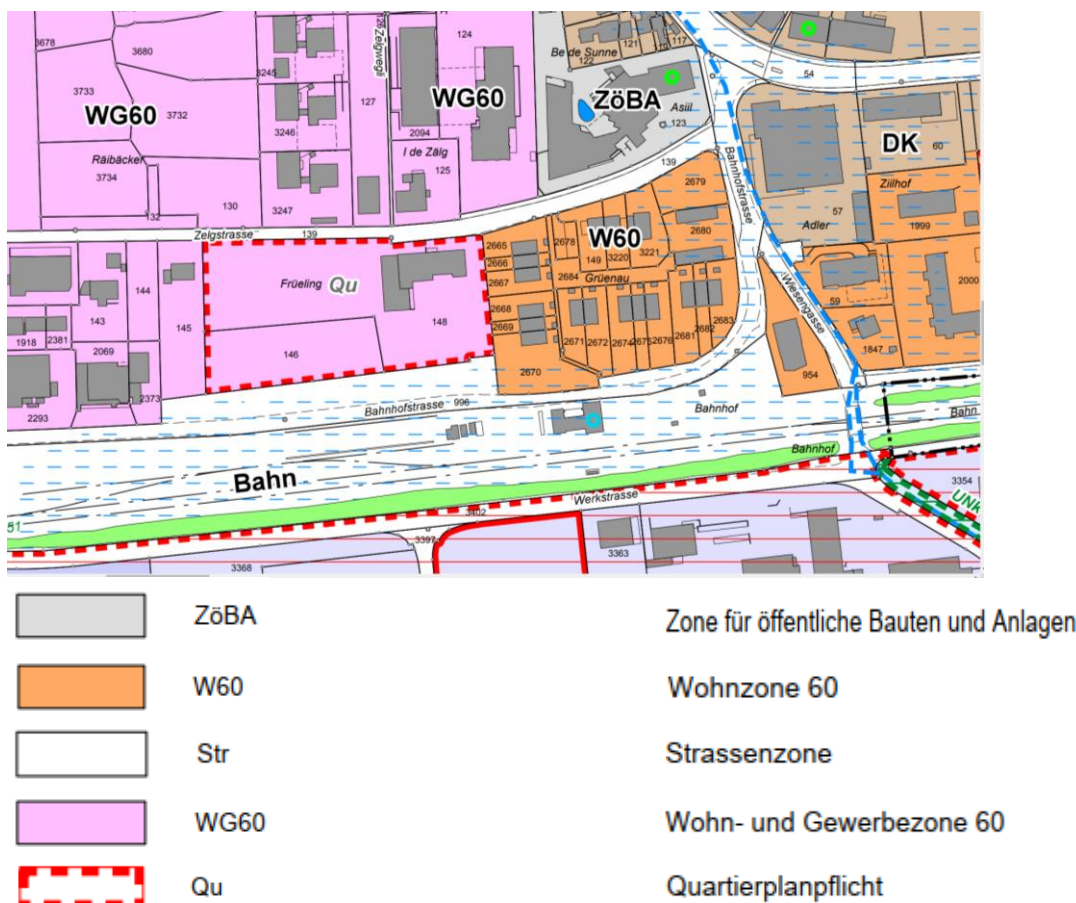 3678
3680
3245
126 Zelgwegli
124
Be de Sunne
121
117
122
54
3733
WG60
3732
3246
127
WG60
ZöBA
Asiil
123
2094
DK
60
Räibäcker
3734
I de Zälg
125
139
Bahnhofstrasse
2679
Ziilhof
132
130
3247
57
Adler
1999
Zelgstrasse
139
2665
2678
W60
2680
2666
149
3220
3221
144
Früeling
Qu
2667
2684
Grüenau
Wiesengasse
2000
59
143
145
148
2668
1918
2381
2669
2671
2672
2674
2675
2676
2681
2682
2683
2069
146
1847
2670
954
2373
2293
Bahnhofstrasse
996
Bahnhof
Bahn
Bahn
Bahnhof
3354
Werkstrasse
UNK
51
3402
3397
3363
3368
ZöBA Zone für öffentliche Bauten und Anlagen
W60 Wohnzone 60
Str Strassenzone
WG60 Wohn- und Gewerbezone 60
Qu Quartierplanpflicht